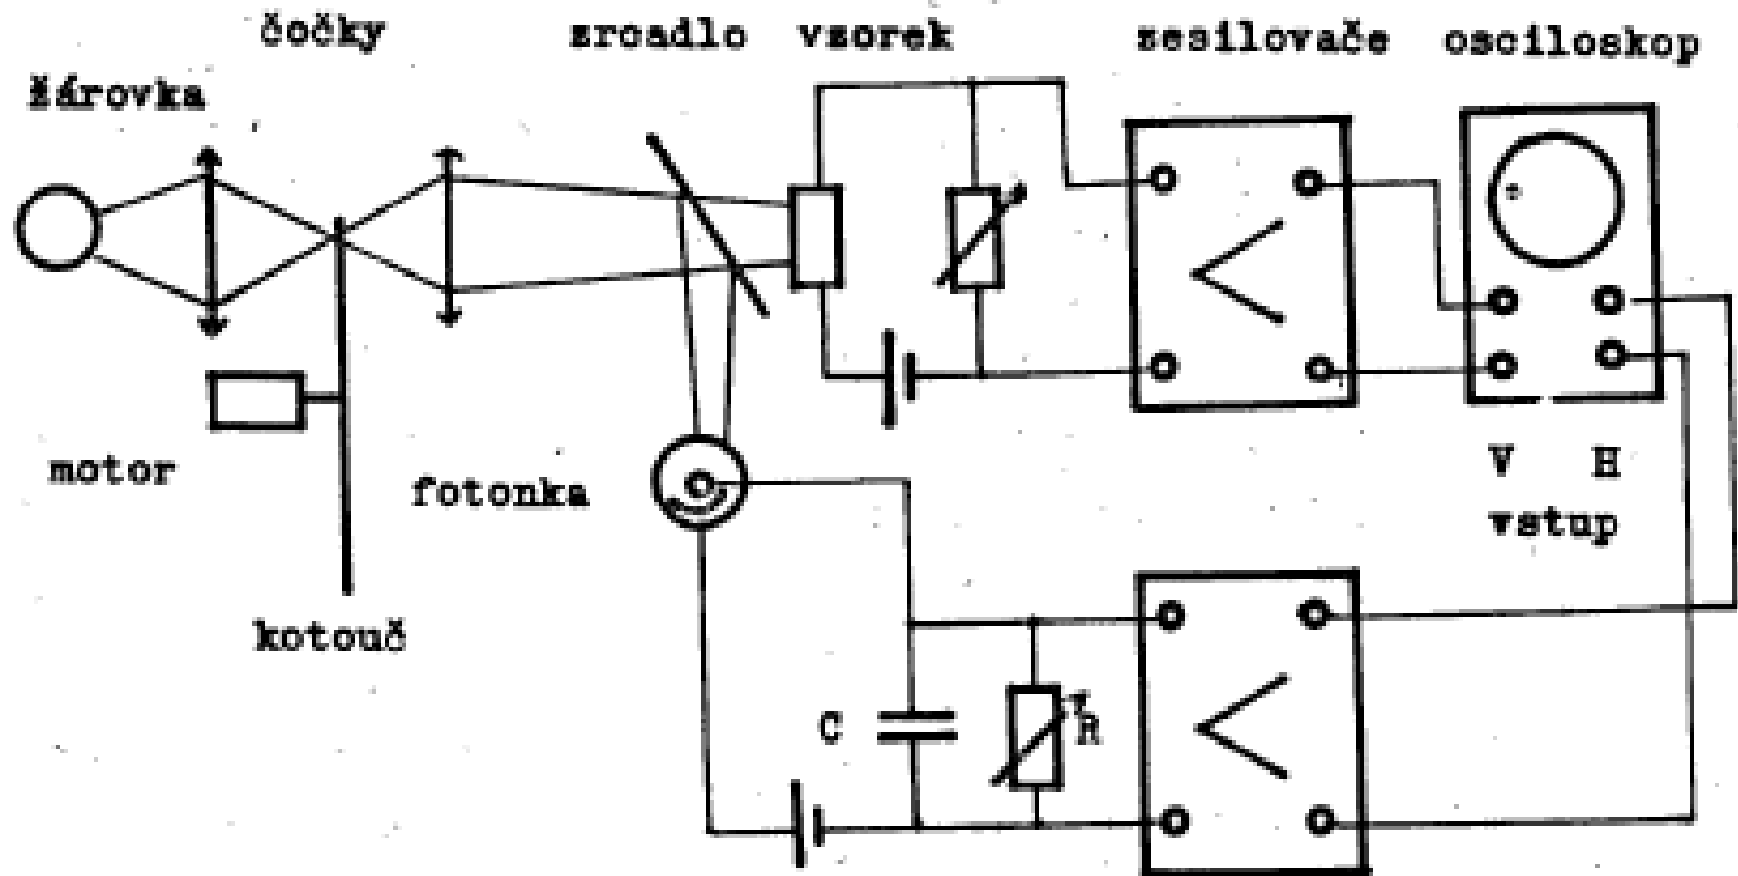 čočky zrcadlo vzorek zesilovače osciloskop
žárovka
motor fotonka V H
vstup
kotouč
C R